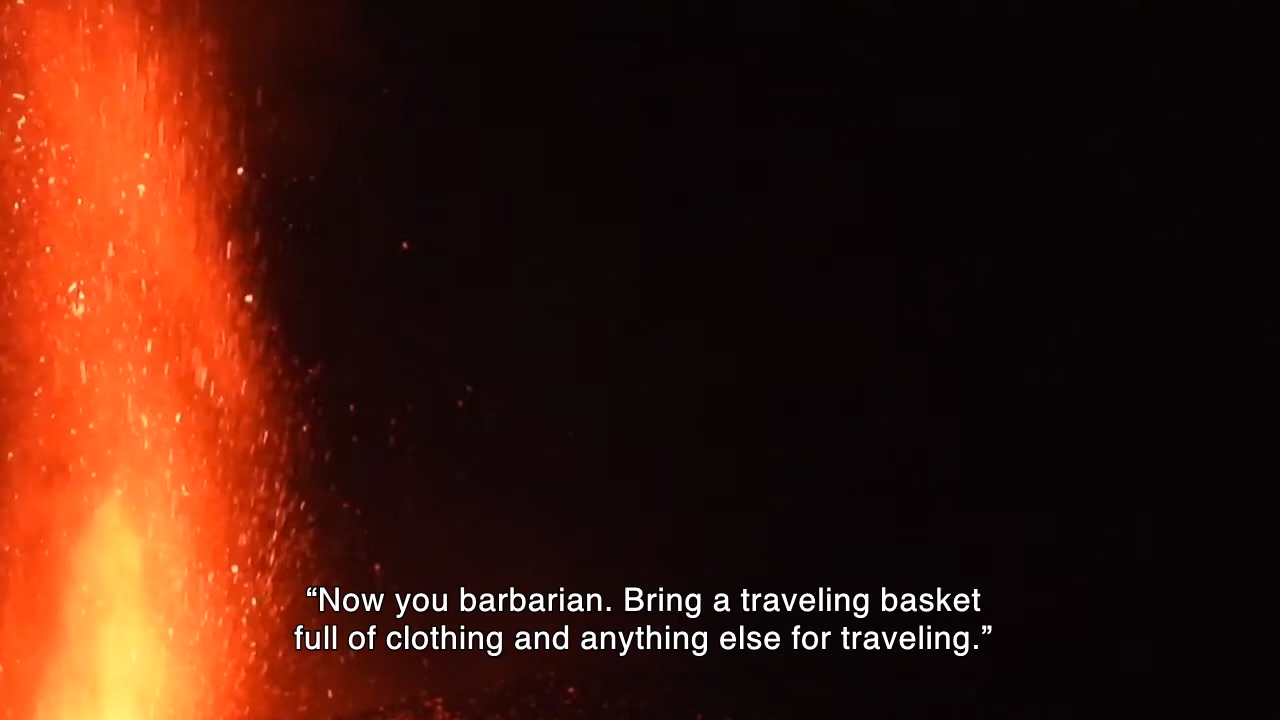 “Now you barbarian. Bring a traveling basket
full of clothing and anything else for traveling.”